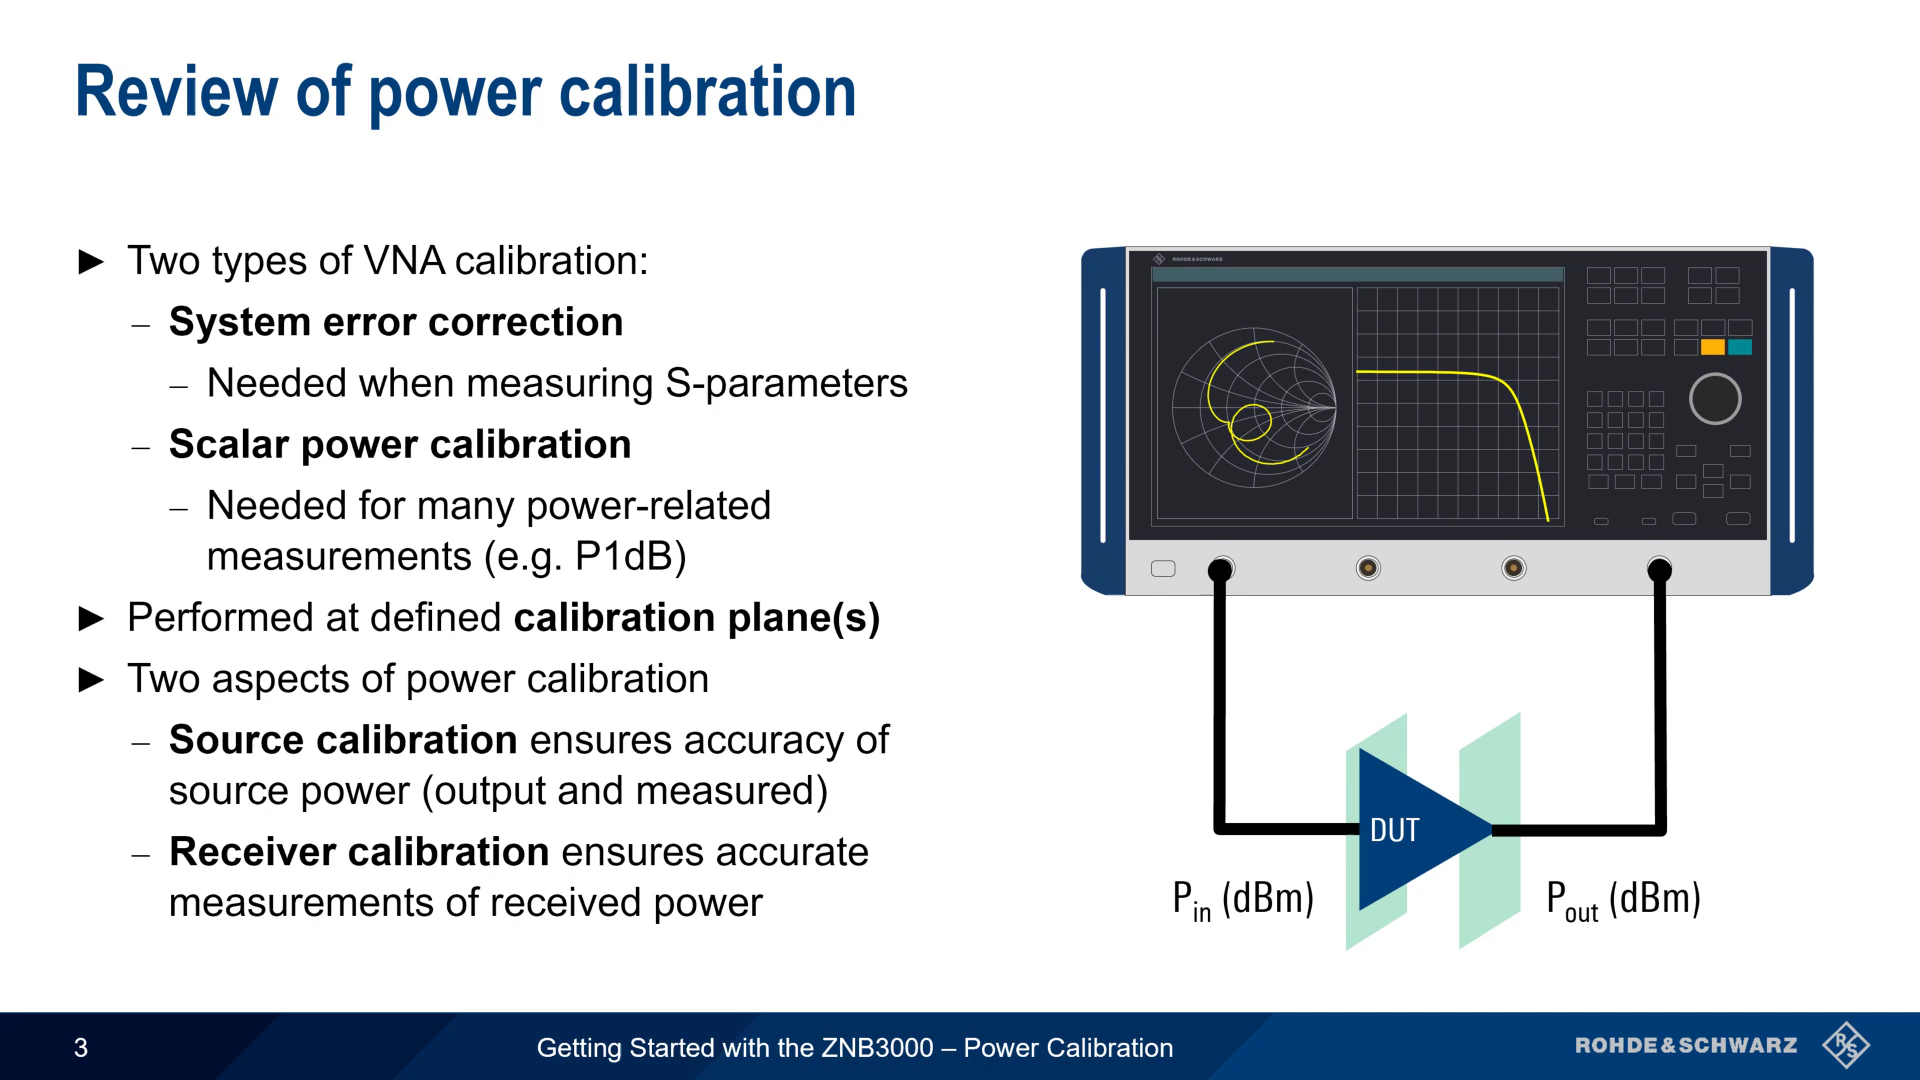 Review of power calibration
► Two types of VNA calibration:
– System error correction
– Needed when measuring S-parameters
– Scalar power calibration
– Needed for many power-related
measurements (e.g. P1dB)
► Performed at defined calibration plane(s)
► Two aspects of power calibration
– Source calibration ensures accuracy of
source power (output and measured)
– Receiver calibration ensures accurate
measurements of received power
ROHDE&SCHWARZ
DUT
Pin (dBm)
Pout (dBm)
3
Getting Started with the ZNB3000 – Power Calibration
ROHDE&SCHWARZ
R&S